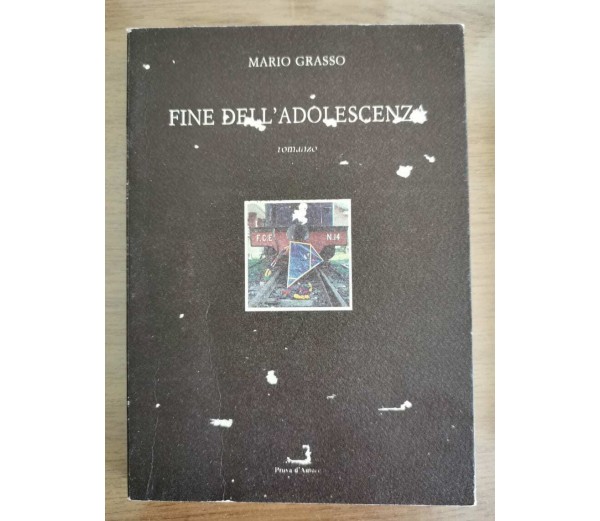 MARIO GRASSO
FINE DELL'ADOLESCENZA
romanzo
F.C.E. N.14
Prova d'Autore